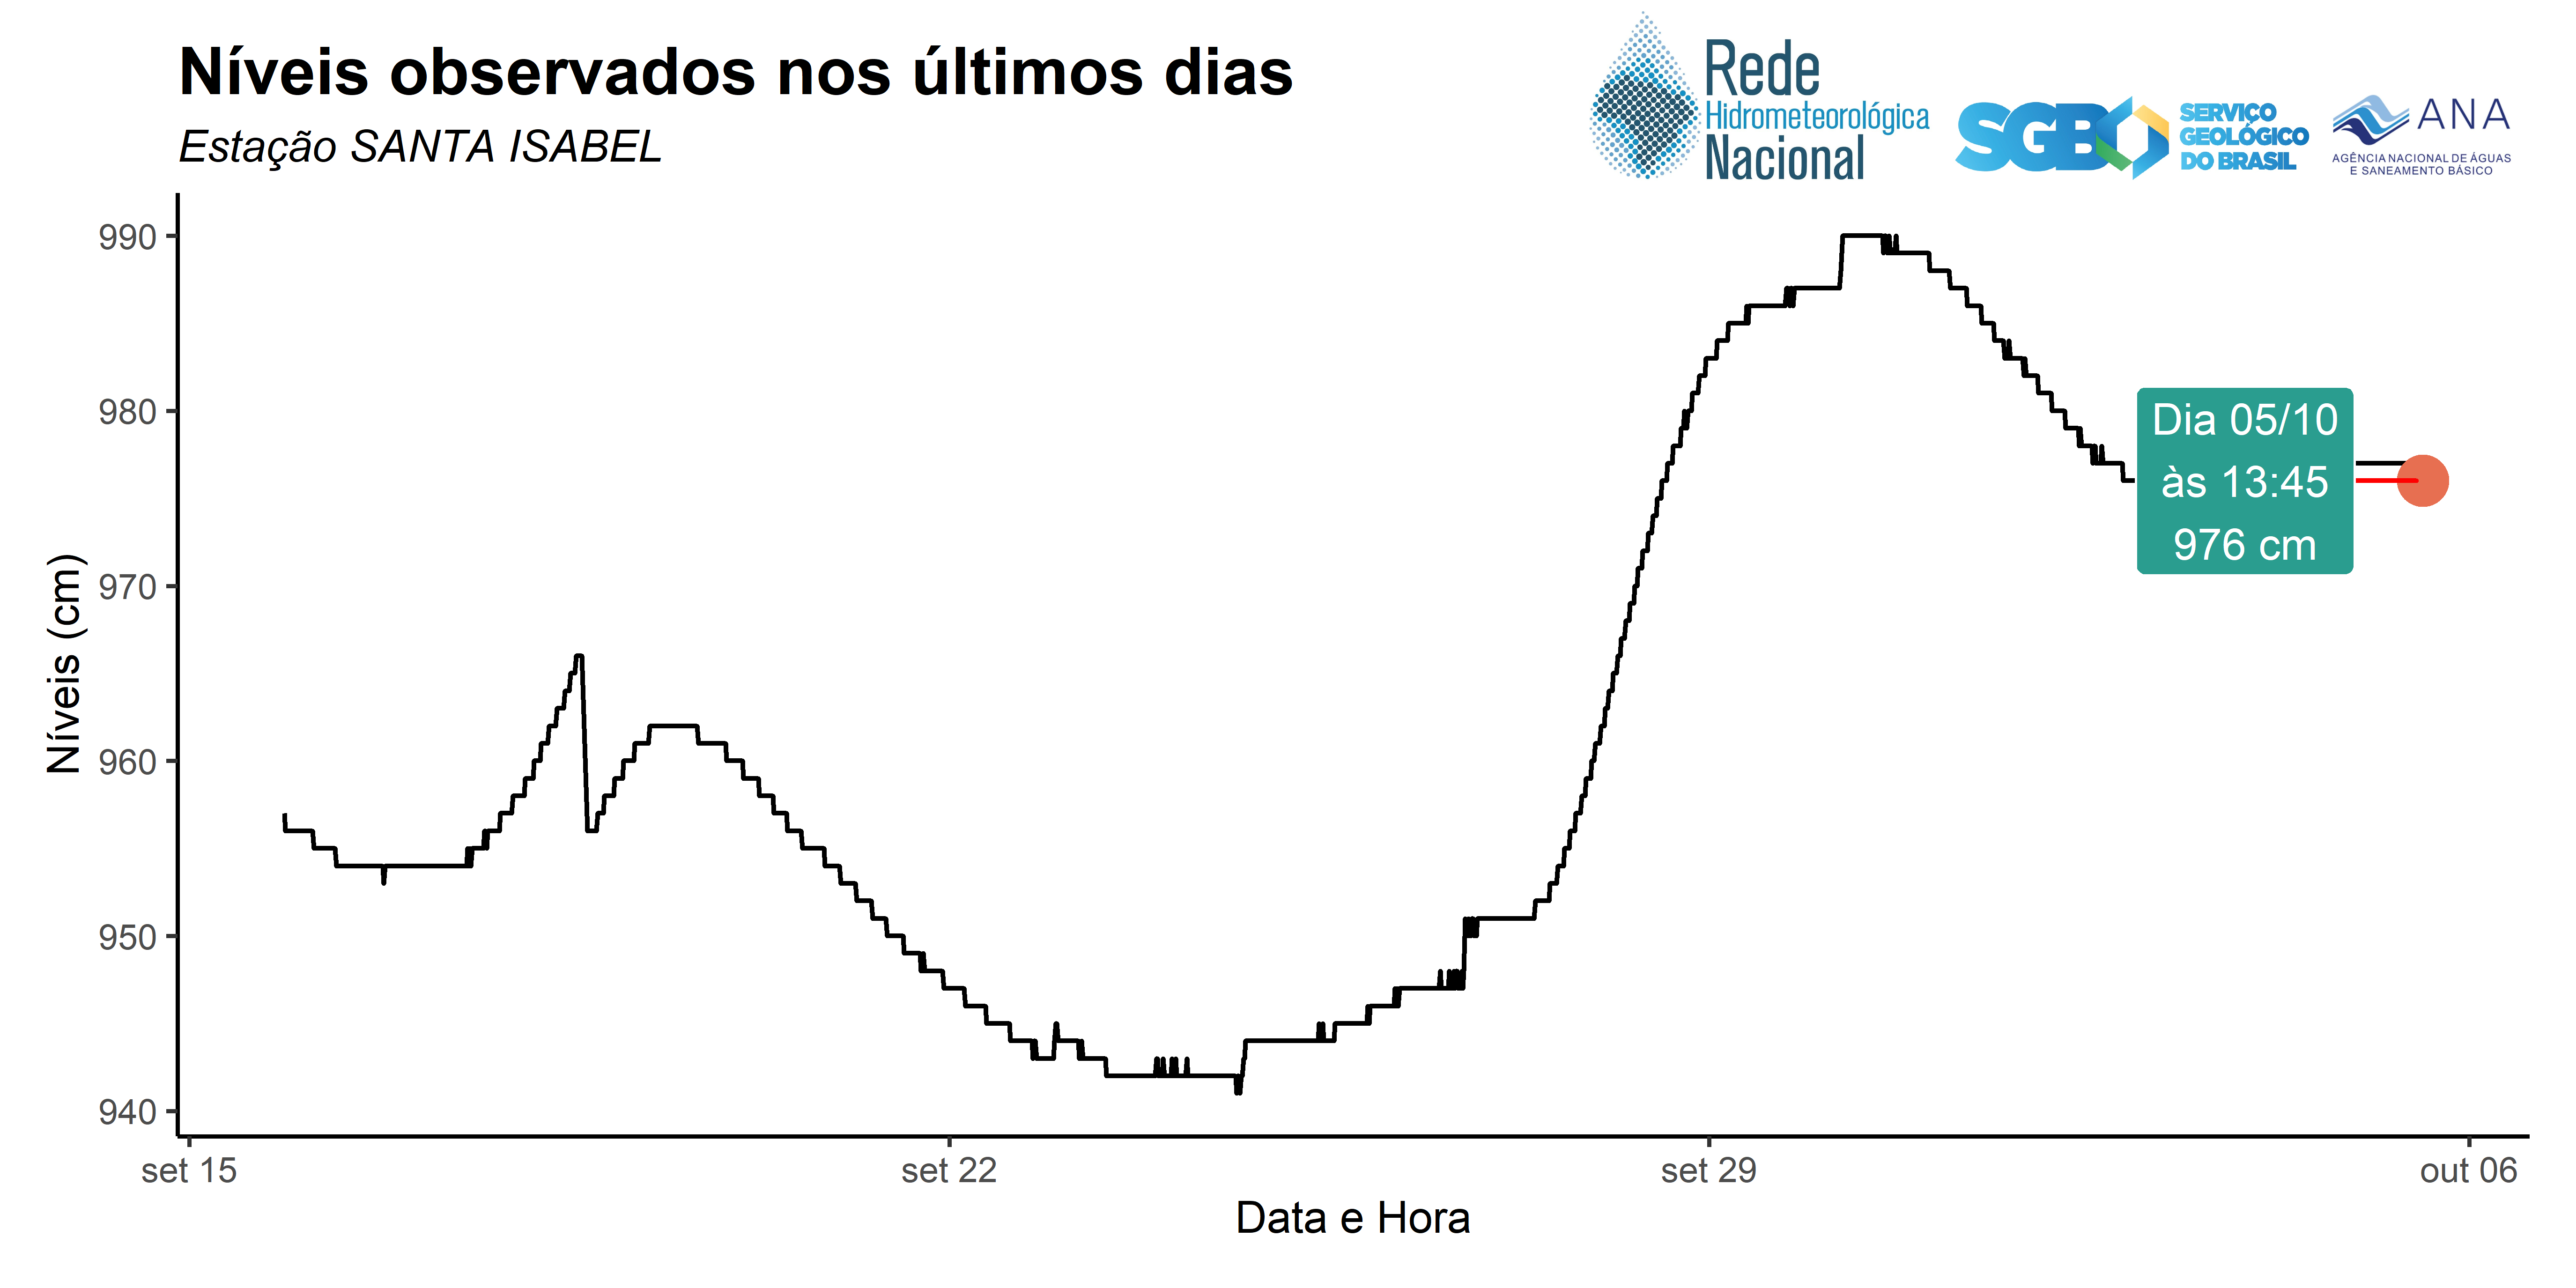 Níveis observados nos últimos dias
Estação SANTA ISABEL
Rede
Hidrometeorológica
Nacional
SGB
SERVIÇO
GEOLÓGICO
DO BRASIL
ANA
AGÊNCIA NACIONAL DE ÁGUAS
E SANEAMENTO BÁSICO
Níveis (cm)
990
980
970
960
950
940
Dia 05/10
às 13:45
976 cm
set 15
set 22
set 29
out 06
Data e Hora